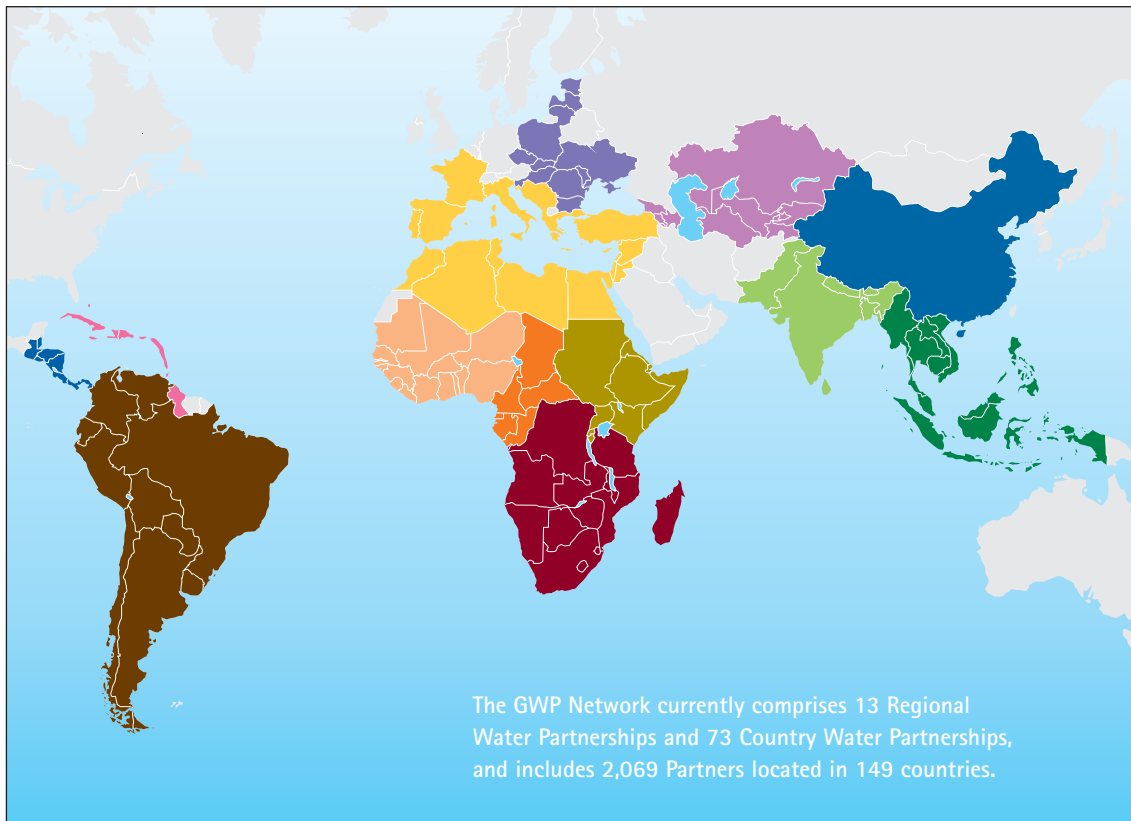 The GWP Network currently comprises 13 Regional
Water Partnerships and 73 Country Water Partnerships,
and includes 2,069 Partners located in 149 countries.